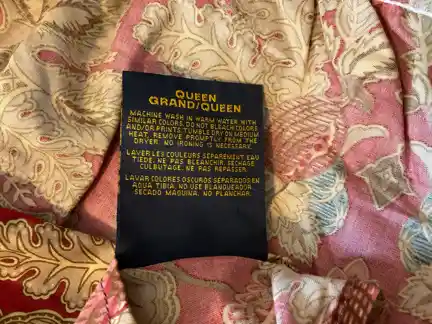 QUEEN
GRAND/QUEEN
MACHINE WASH IN WARM WATER WITH
SIMILAR COLORS. DO NOT BLEACH COLORS
AND/OR PRINTS. TUMBLE DRY ON MEDIUM
HEAT, REMOVE PROMPTLY FROM THE
DRYER. NO IRONING IS NECESSARY.
LAVER LES COULEURS SEPAREMENT. EAU
TIEDE. NE PAS BLEANCHIR. SECHAGE
CULBUTAGE. NE PAS REPASSER.
LAVAR COLORES OSCUROS SEPARADOS EN
AQUA TIBIA. NO USE BLANQUEADOR.
SECADO MAQUINA. NO PLANCHAR.